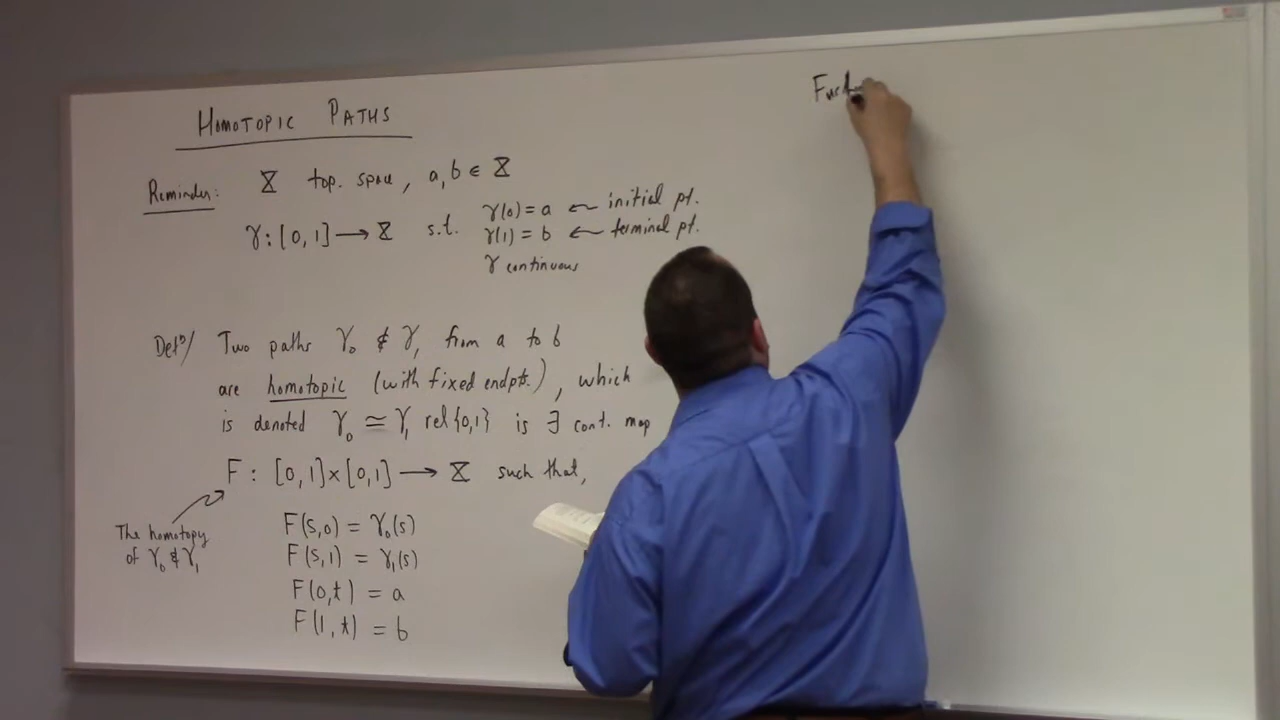 HOMOTOPIC PATHS
Reminder: X top. space, a,b ∈ X
γ: [0,1] ⟶ X s.t. γ(0) = a ← initial pt.
γ(1) = b ← terminal pt.
γ continuous
Defⁿ/ Two paths γ₀ & γ₁ from a to b
are homotopic (with fixed endpts.), which
is denoted γ₀ ≃ γ₁ rel{0,1} is ∃ cont. map
F: [0,1]×[0,1] ⟶ X such that,
The homotopy
of γ₀ & γ₁
F(s,0) = γ₀(s)
F(s,1) = γ₁(s)
F(0,t) = a
F(1,t) = b